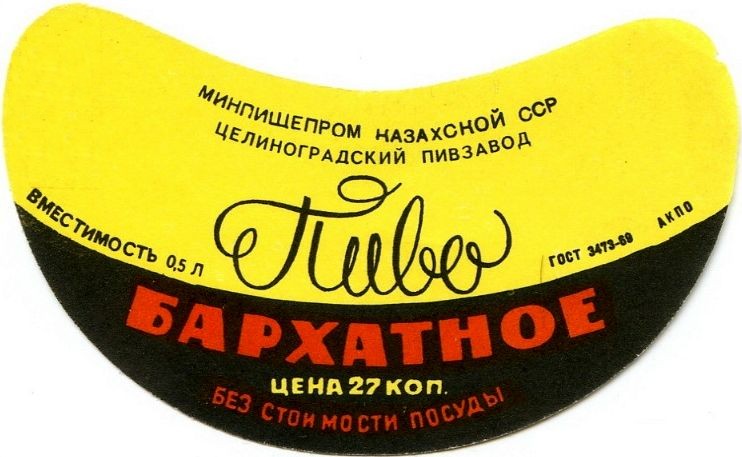 МИНПИЩЕПРОМ КАЗАХСКОЙ ССР
ЦЕЛИНОГРАДСКИЙ ПИВЗАВОД
Пиво
ВМЕСТИМОСТЬ 0,5 Л
ГОСТ 3473-69 АКПО
БАРХАТНОЕ
ЦЕНА 27 КОП.
БЕЗ СТОИМОСТИ ПОСУДЫ